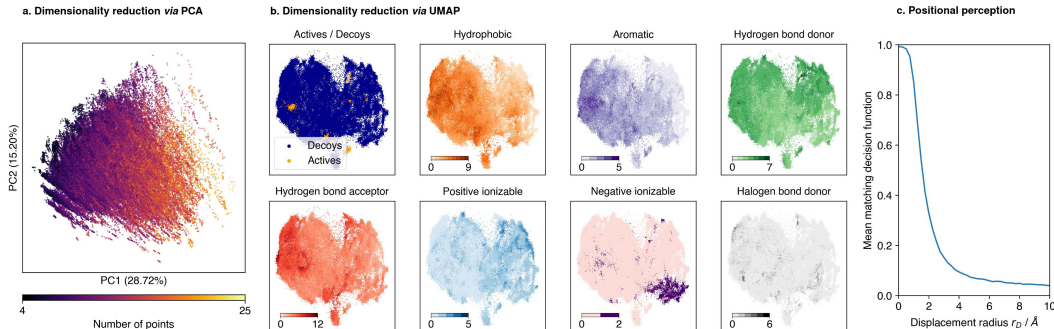 a. Dimensionality reduction via PCA
PC2 (15.20%)
PC1 (28.72%)
4 25
Number of points
b. Dimensionality reduction via UMAP
Actives / Decoys
Decoys
Actives
Hydrophobic
0 9
Aromatic
0 5
Hydrogen bond donor
0 7
Hydrogen bond acceptor
0 12
Positive ionizable
0 5
Negative ionizable
0 2
Halogen bond donor
0 6
c. Positional perception
Mean matching decision function
1.0
0.8
0.6
0.4
0.2
0.0
0 2 4 6 8 10
Displacement radius r_D / Å